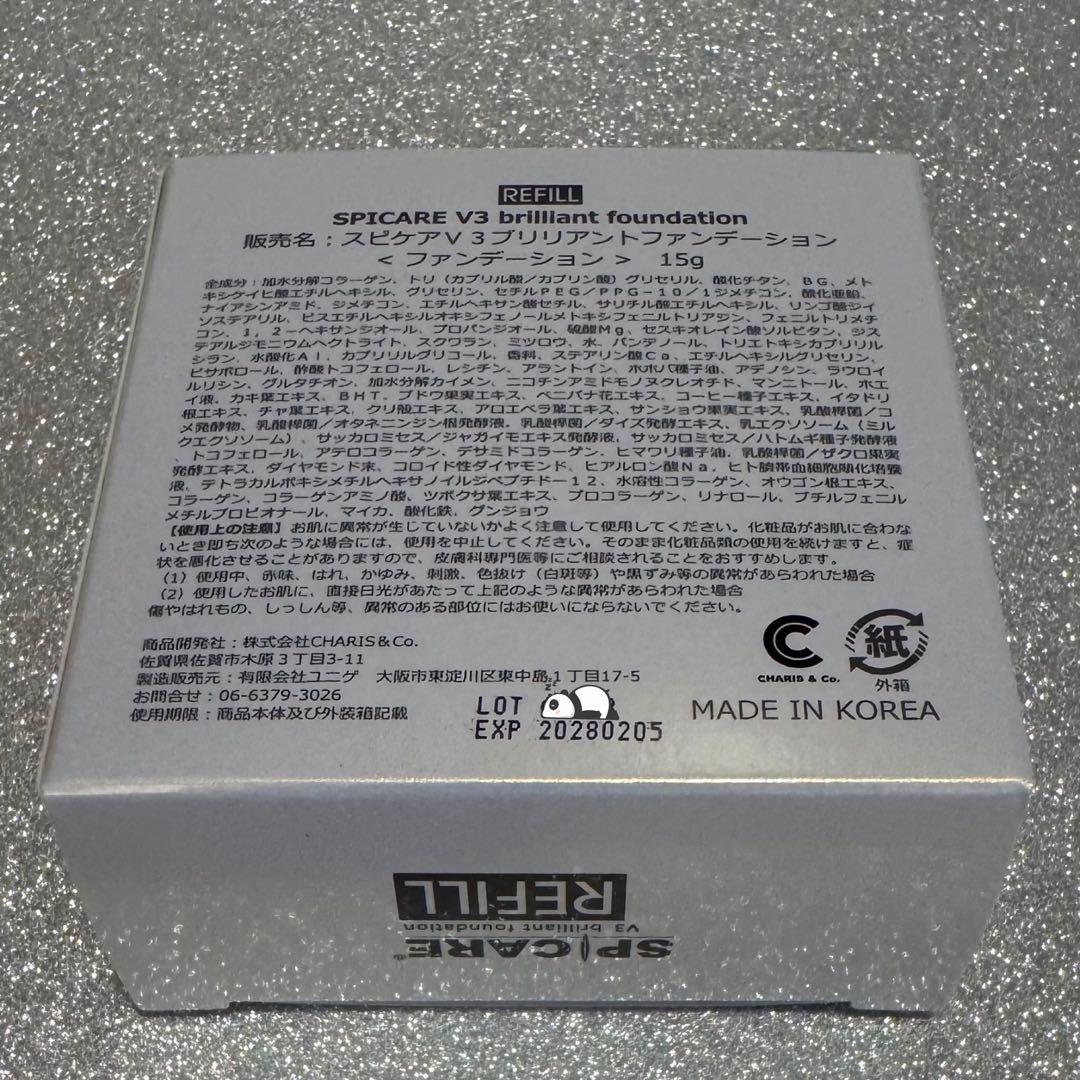 REFILL
SPICARE V3 brilliant foundation
販売名：スピケアV３ブリリアントファンデーション
＜ファンデーション＞　15g
全成分：加水分解コラーゲン、トリ（カプリル酸／カプリン酸）グリセリル、酸化チタン、BG、メト
キシケイヒ酸エチルヘキシル、グリセリン、セチルPEG／PPG-10／1ジメチコン、酸化亜鉛、
ナイアシンアミド、ジメチコン、エチルヘキサン酸セチル、サリチル酸エチルヘキシル、リンゴ酸ジイ
ソステアリル、ビスエチルヘキシルオキシフェノールメトキシフェニルトリアジン、フェニルトリメチ
コン、1，2-ヘキサンジオール、プロパンジオール、硫酸Mg、セスキオレイン酸ソルビタン、ジス
テアルジモニウムヘクトライト、スクワラン、ミツロウ、水、パンテノール、トリエトキシカプリリル
シラン、水酸化Al、カプリリルグリコール、香料、ステアリン酸Ca、エチルヘキシルグリセリン、
ビサボロール、酢酸トコフェロール、レシチン、アラントイン、ホホバ種子油、アデノシン、ラウロイ
ルリシン、グルタチオン、加水分解カイメン、ニコチンアミドモノヌクレオチド、マンニトール、ホエ
イ液、カキ葉エキス、BHT、ブドウ果実エキス、ベニバナ花エキス、コーヒー種子エキス、イタドリ
根エキス、チャ葉エキス、クリ殻エキス、アロエベラ葉エキス、サンショウ果実エキス、乳酸桿菌／コ
メ発酵物、乳酸桿菌／オタネニンジン根発酵液、乳酸桿菌／ダイズ発酵エキス、乳エクソソーム（ミル
クエクソソーム）、サッカロミセス／ジャガイモエキス発酵液、サッカロミセス／ハトムギ種子発酵液
、トコフェロール、アテロコラーゲン、デサミドコラーゲン、ヒマワリ種子油、乳酸桿菌／ザクロ果実
発酵エキス、ダイヤモンド末、コロイド性ダイヤモンド、ヒアルロン酸Na、ヒト臍帯血細胞順化培養
液、テトラカルボキシメチルヘキサノイルジペプチド-12、水溶性コラーゲン、オウゴン根エキス、
コラーゲン、コラーゲンアミノ酸、ツボクサ葉エキス、プロコラーゲン、リナロール、ブチルフェニル
メチルプロピオナール、マイカ、酸化鉄、グンジョウ
【使用上の注意】お肌に異常が生じていないかよく注意して使用してください。化粧品がお肌に合わな
いとき即ち次のような場合には、使用を中止してください。そのまま化粧品類の使用を続けますと、症
状を悪化させることがありますので、皮膚科専門医等にご相談されることをおすすめします。
(1) 使用中、赤味、はれ、かゆみ、刺激、色抜け（白斑等）や黒ずみ等の異常があらわれた場合
(2) 使用したお肌に、直接日光があたって上記のような異常があらわれた場合
傷やはれもの、しっしん等、異常のある部位にはお使いにならないでください。
商品開発社：株式会社CHARIS＆Co.
佐賀県佐賀市木原３丁目3-11
製造販売元：有限会社ユニゲ　大阪市東淀川区東中島１丁目17-5
お問合せ：06-6379-3026
使用期限：商品本体及び外装箱記載
LOT
EXP 20280205
C
CHARIS & Co.
紙
外箱
MADE IN KOREA
REFILL
V3 brilliant foundation
SPICARE®